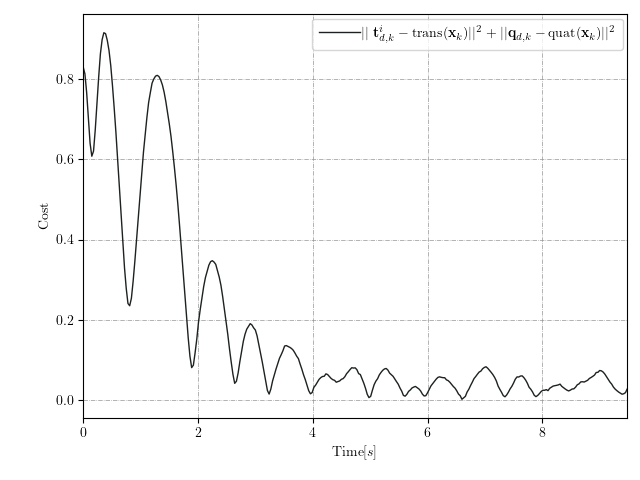 || t^i_{d,k} − trans(x_k)||^2 + ||q_{d,k} − quat(x_k)||^2
0.8
0.6
0.4
0.2
0.0
Cost
0 2 4 6 8
Time[s]